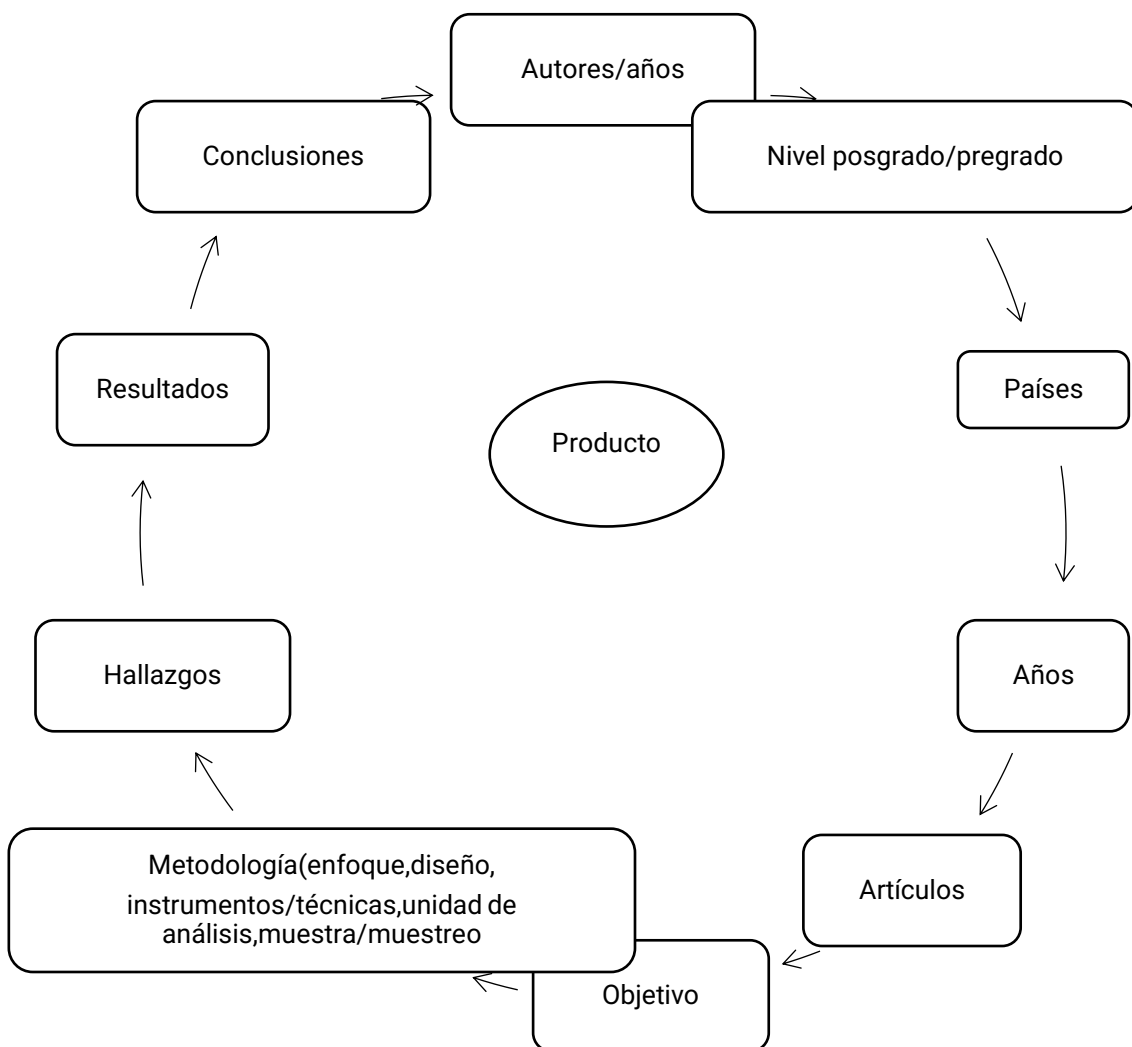 Autores/años
Nivel posgrado/pregrado
Conclusiones
Resultados
Países
Producto
Hallazgos
Años
Metodología(enfoque,diseño,
instrumentos/técnicas,unidad de
análisis,muestra/muestreo
Artículos
Objetivo